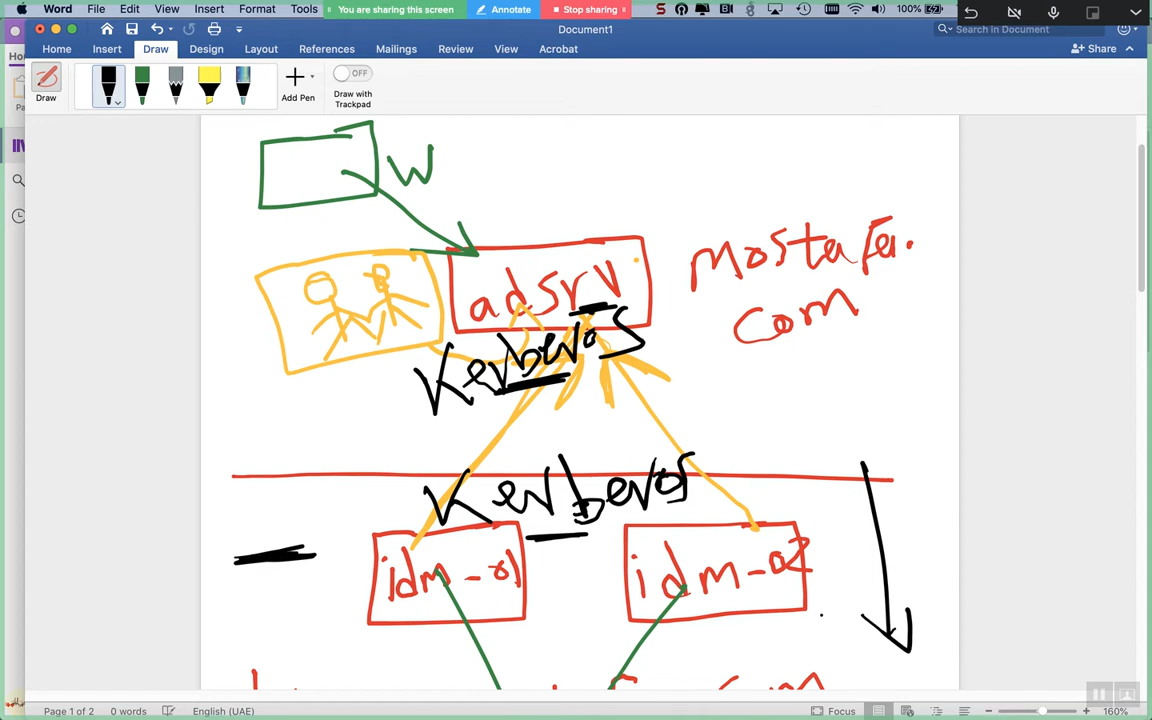 Word File Edit View Insert Format Tools You are sharing this screen Annotate Stop sharing 100%
Document1
Search in Document
Home Insert Draw Design Layout References Mailings Review View Acrobat Share
Draw
Add Pen
OFF
Draw with
Trackpad
W
adsrv
mostafa.
com
Kerberos
Kerberos
idm-01
idm-02
Page 1 of 2 0 words English (UAE) Focus 160%